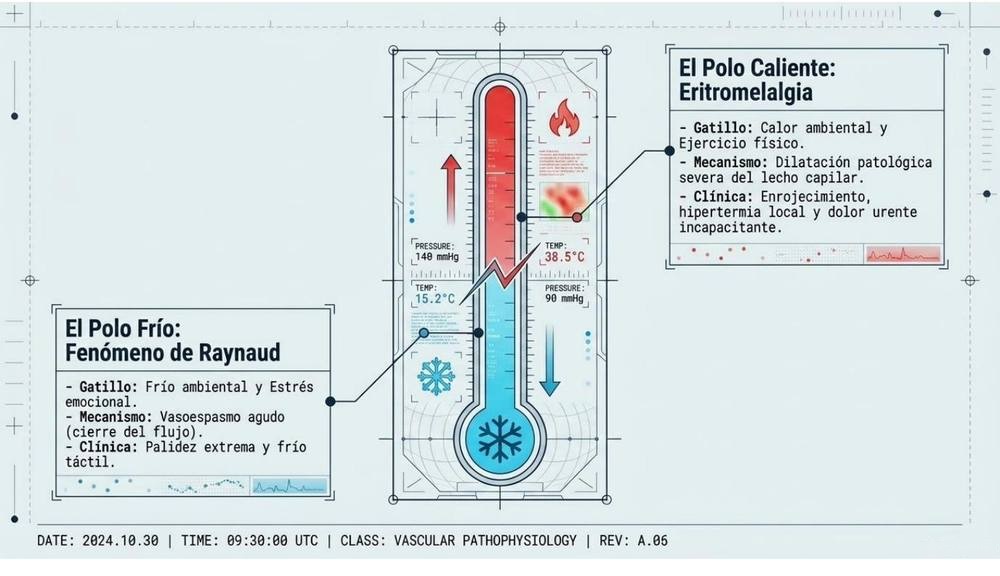 El Polo Caliente:
Eritromelalgia
- Gatillo: Calor ambiental y
Ejercicio físico.
- Mecanismo: Dilatación patológica
severa del lecho capilar.
- Clínica: Enrojecimiento,
hipertermia local y dolor urente
incapacitante.
PRESSURE:
140 mmHg
TEMP:
38.5°C
TEMP:
15.2°C
PRESSURE:
90 mmHg
El Polo Frío:
Fenómeno de Raynaud
- Gatillo: Frío ambiental y Estrés
emocional.
- Mecanismo: Vasoespasmo agudo
(cierre del flujo).
- Clínica: Palidez extrema y frío
táctil.
DATE: 2024.10.30 | TIME: 09:30:00 UTC | CLASS: VASCULAR PATHOPHYSIOLOGY | REV: A.05